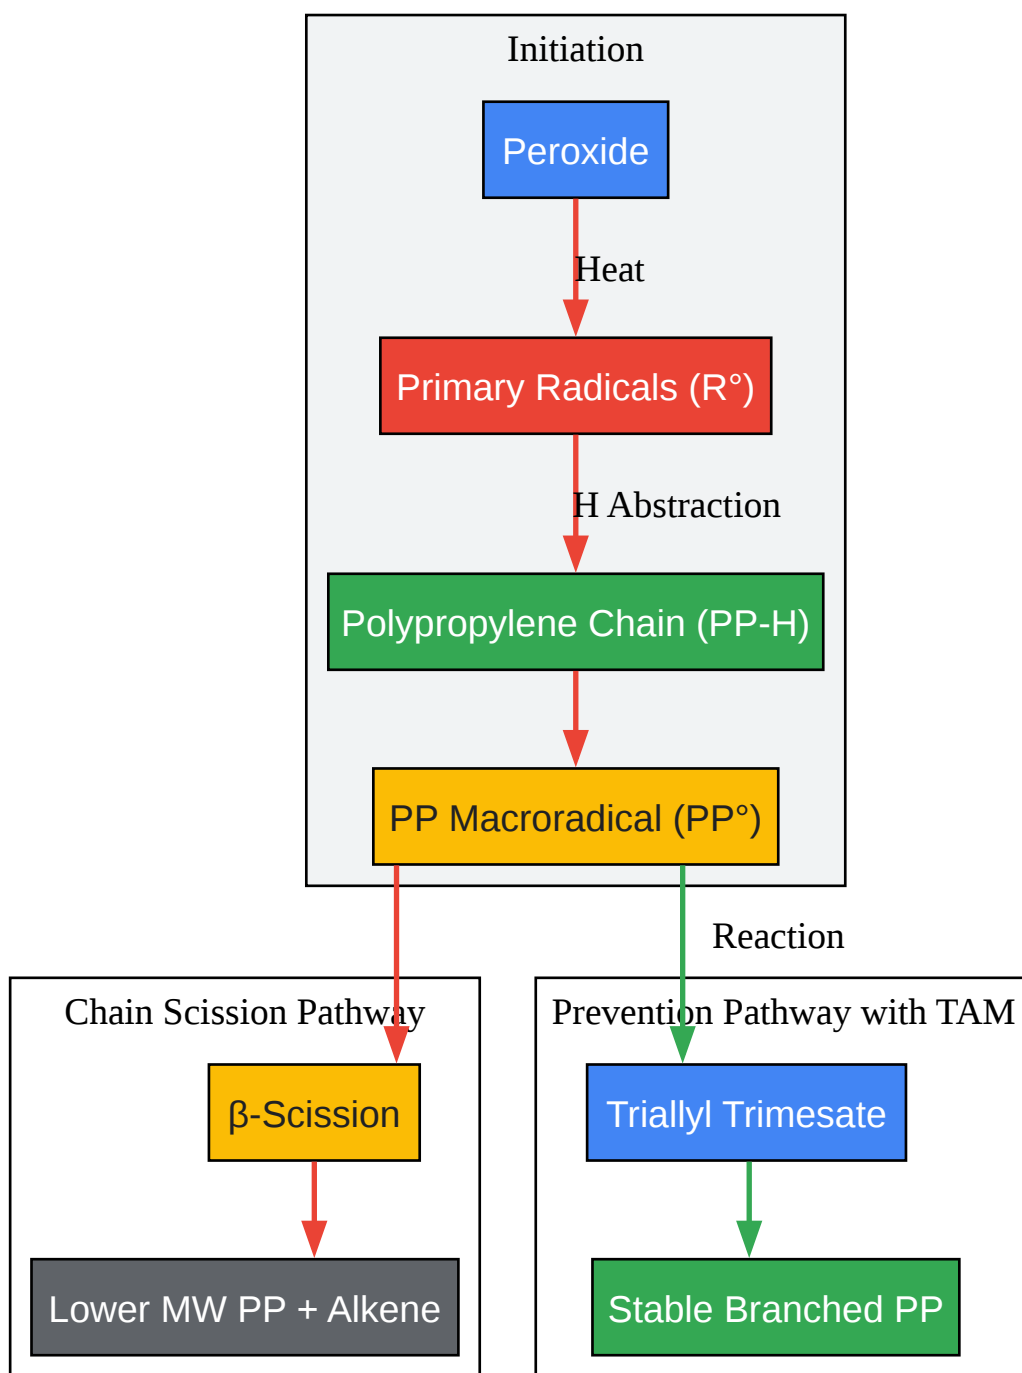 Initiation
Peroxide
Heat
Primary Radicals (R°)
H Abstraction
Polypropylene Chain (PP-H)
PP Macroradical (PP°)
Reaction
Chain Scission Pathway
Prevention Pathway with TAM
β-Scission
Triallyl Trimesate
Lower MW PP + Alkene
Stable Branched PP